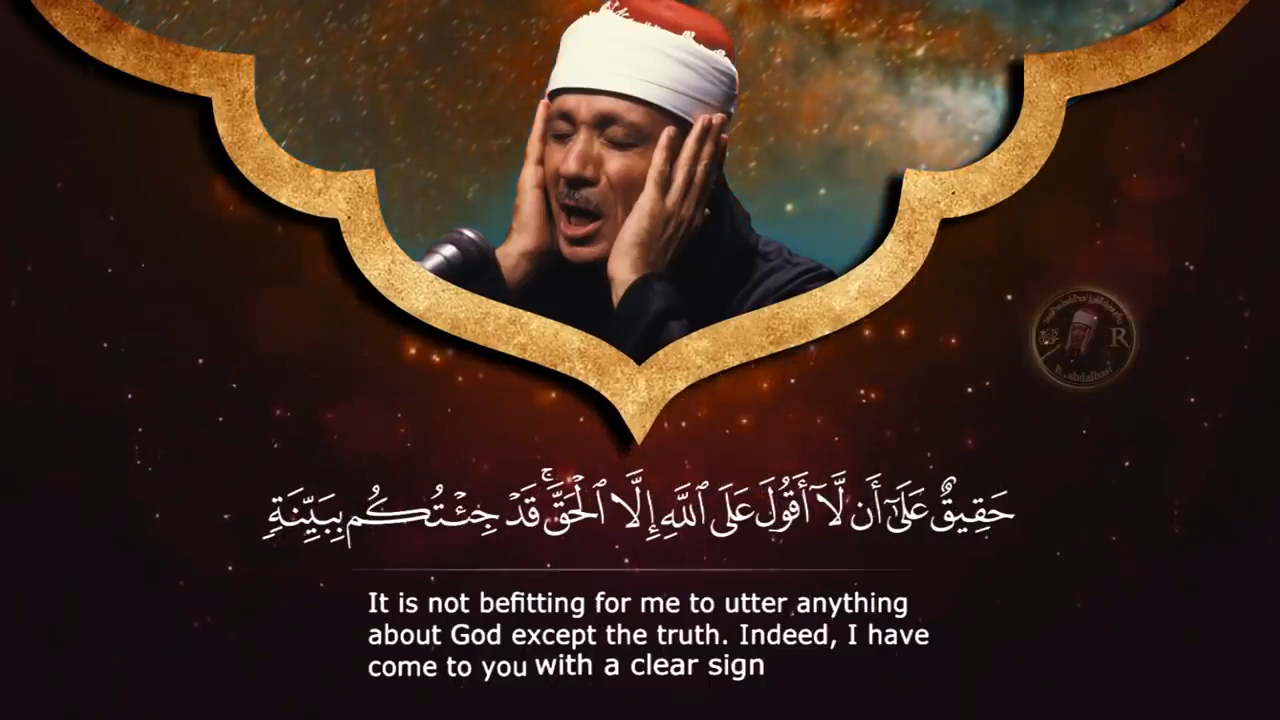 حَقِيقٌ عَلَىٰٓ أَن لَّآ أَقُولَ عَلَى ٱللَّهِ إِلَّا ٱلْحَقَّ ۚ قَدْ جِئْتُكُم بِبَيِّنَةٍ
It is not befitting for me to utter anything
about God except the truth. Indeed, I have
come to you with a clear sign
R
R . abdalbast